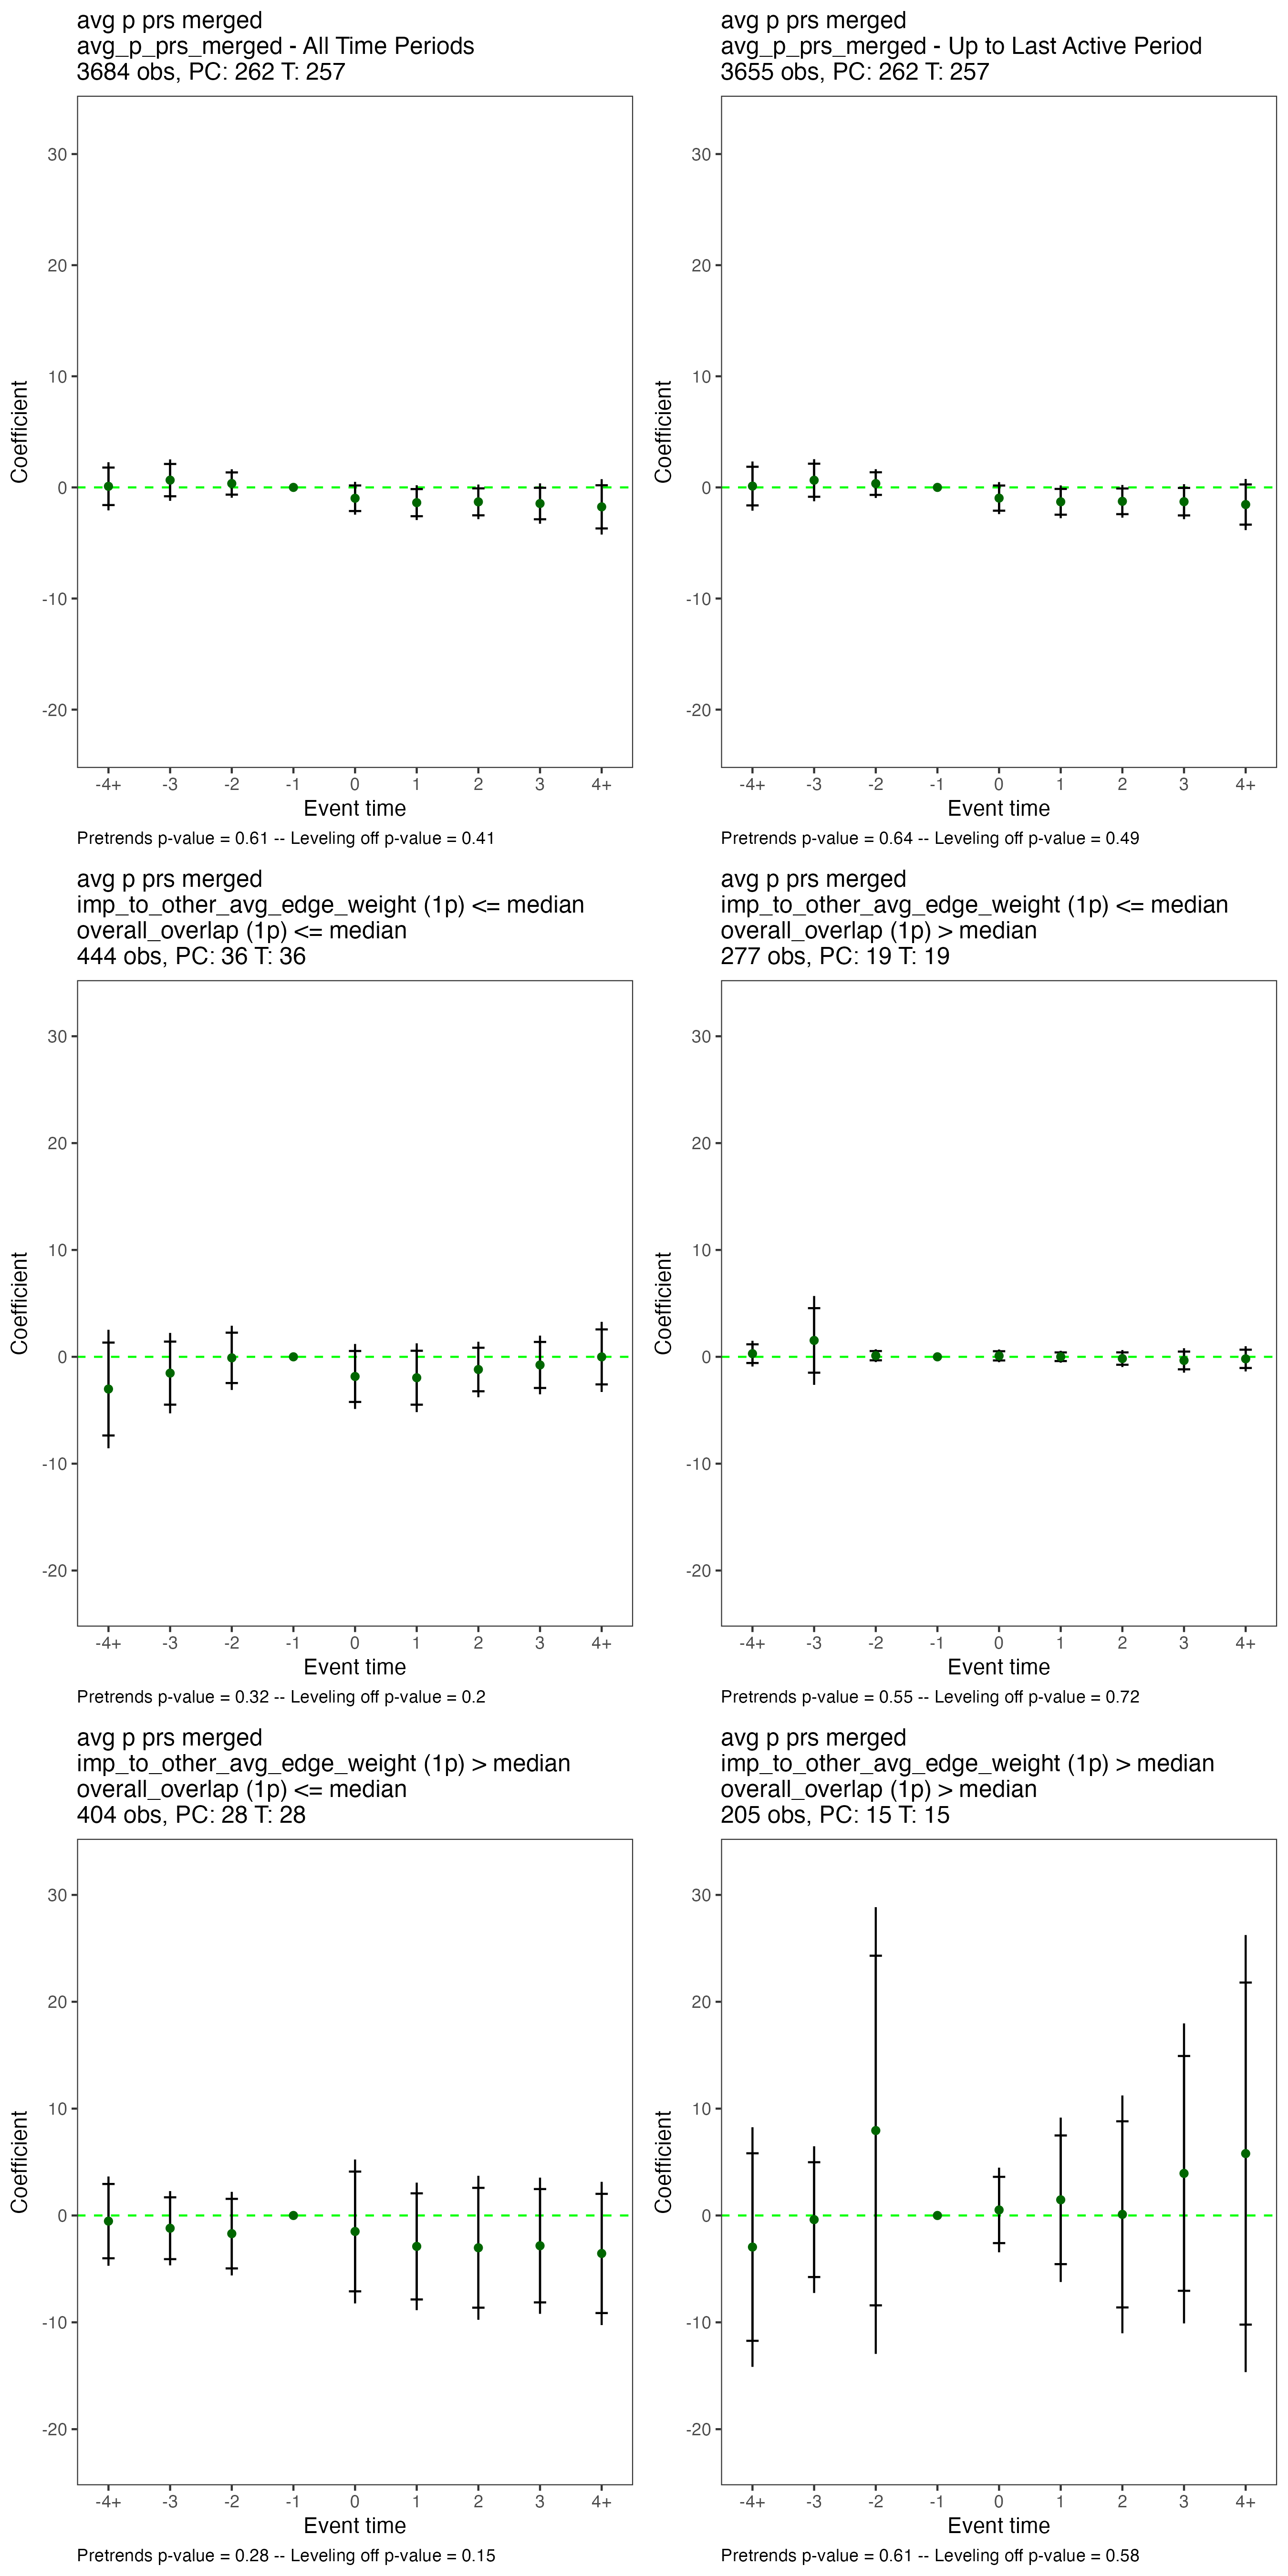 avg p prs merged
avg_p_prs_merged - All Time Periods
3684 obs, PC: 262 T: 257
30
20
10
0
-10
-20
Coefficient
-4+ -3 -2 -1 0 1 2 3 4+
Event time
Pretrends p-value = 0.61 -- Leveling off p-value = 0.41
avg p prs merged
avg_p_prs_merged - Up to Last Active Period
3655 obs, PC: 262 T: 257
30
20
10
0
-10
-20
Coefficient
-4+ -3 -2 -1 0 1 2 3 4+
Event time
Pretrends p-value = 0.64 -- Leveling off p-value = 0.49
avg p prs merged
imp_to_other_avg_edge_weight (1p) <= median
overall_overlap (1p) <= median
444 obs, PC: 36 T: 36
30
20
10
0
-10
-20
Coefficient
-4+ -3 -2 -1 0 1 2 3 4+
Event time
Pretrends p-value = 0.32 -- Leveling off p-value = 0.2
avg p prs merged
imp_to_other_avg_edge_weight (1p) <= median
overall_overlap (1p) > median
277 obs, PC: 19 T: 19
30
20
10
0
-10
-20
Coefficient
-4+ -3 -2 -1 0 1 2 3 4+
Event time
Pretrends p-value = 0.55 -- Leveling off p-value = 0.72
avg p prs merged
imp_to_other_avg_edge_weight (1p) > median
overall_overlap (1p) <= median
404 obs, PC: 28 T: 28
30
20
10
0
-10
-20
Coefficient
-4+ -3 -2 -1 0 1 2 3 4+
Event time
Pretrends p-value = 0.28 -- Leveling off p-value = 0.15
avg p prs merged
imp_to_other_avg_edge_weight (1p) > median
overall_overlap (1p) > median
205 obs, PC: 15 T: 15
30
20
10
0
-10
-20
Coefficient
-4+ -3 -2 -1 0 1 2 3 4+
Event time
Pretrends p-value = 0.61 -- Leveling off p-value = 0.58